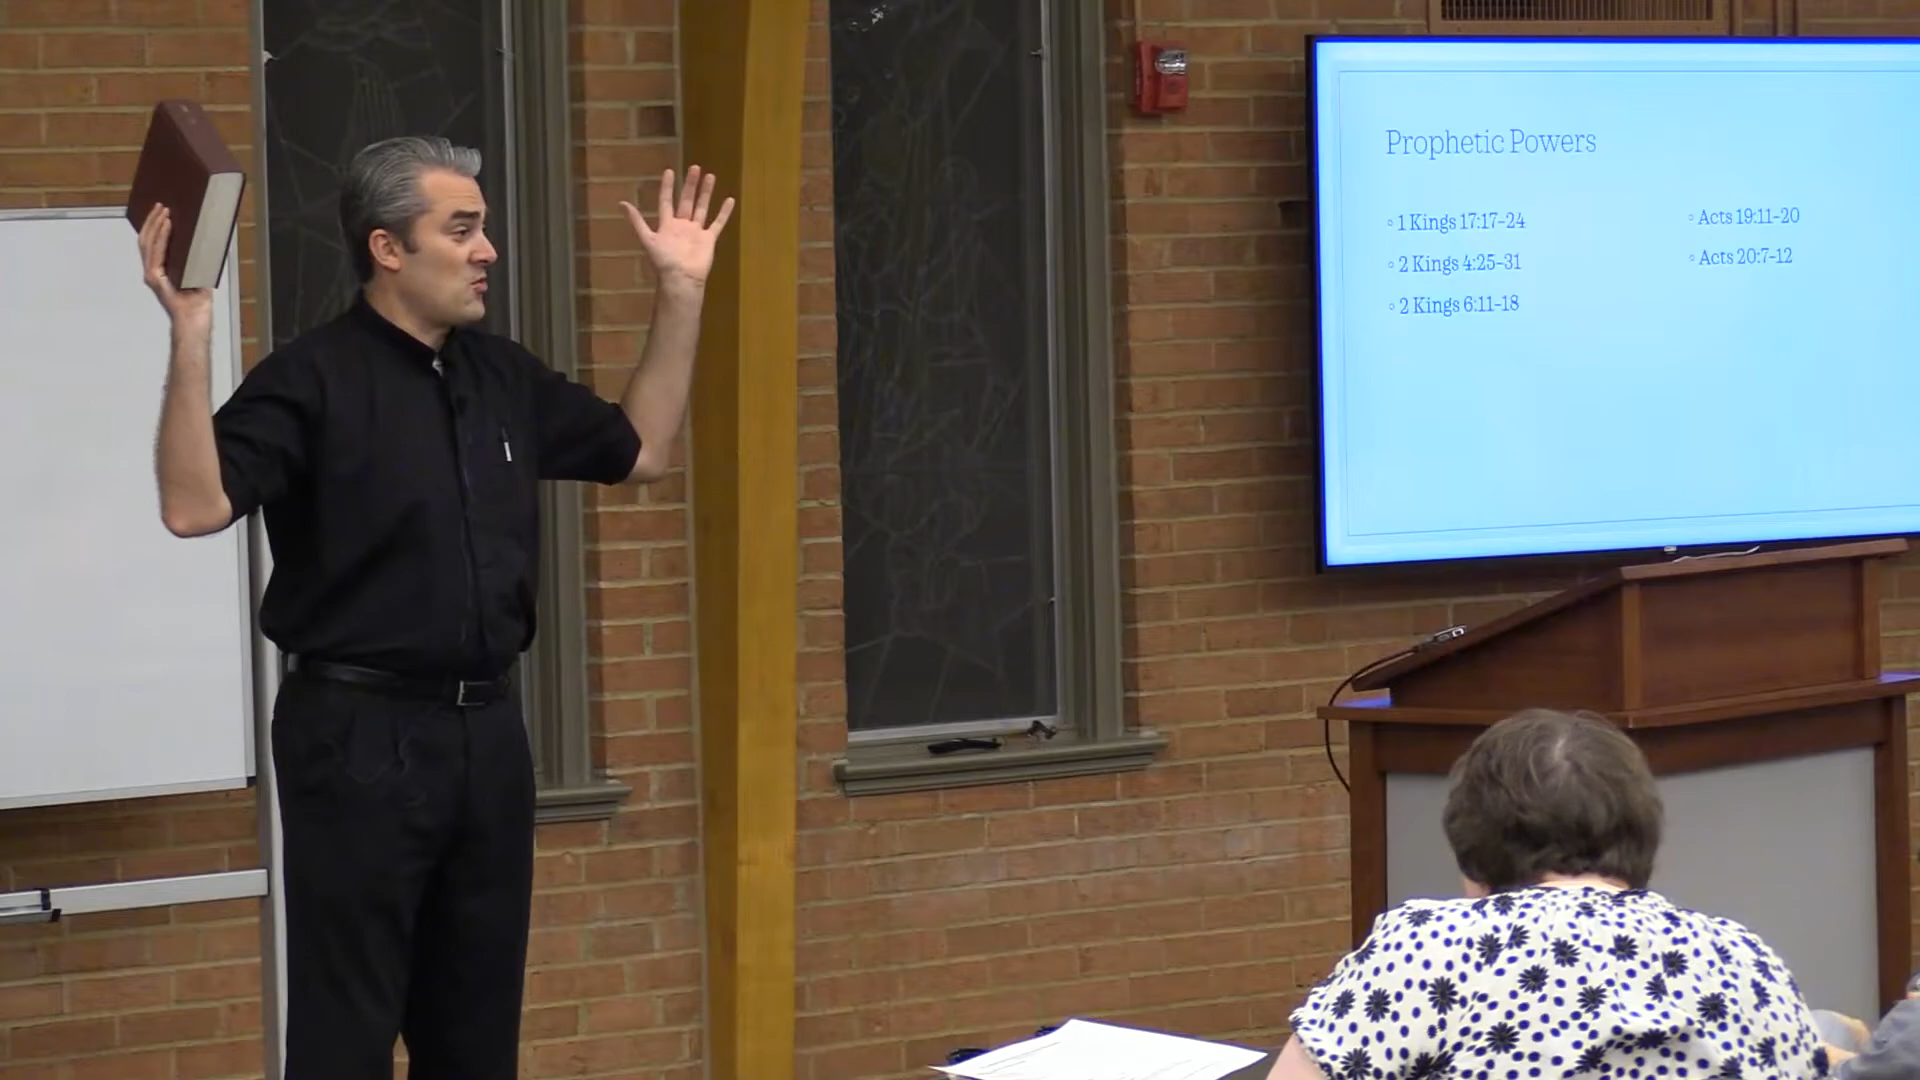 Prophetic Powers
◦ 1 Kings 17:17-24
◦ 2 Kings 4:25-31
◦ 2 Kings 6:11-18
◦ Acts 19:11-20
◦ Acts 20:7-12